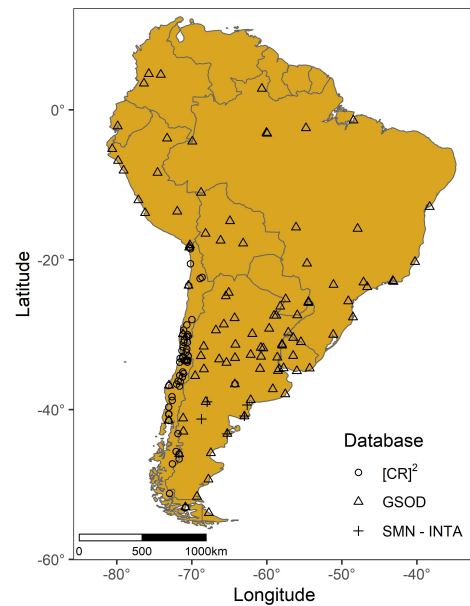 Latitude
0°
-20°
-40°
-60°
Database
[CR]²
GSOD
SMN - INTA
0 500 1000km
-80° -70° -60° -50° -40°
Longitude